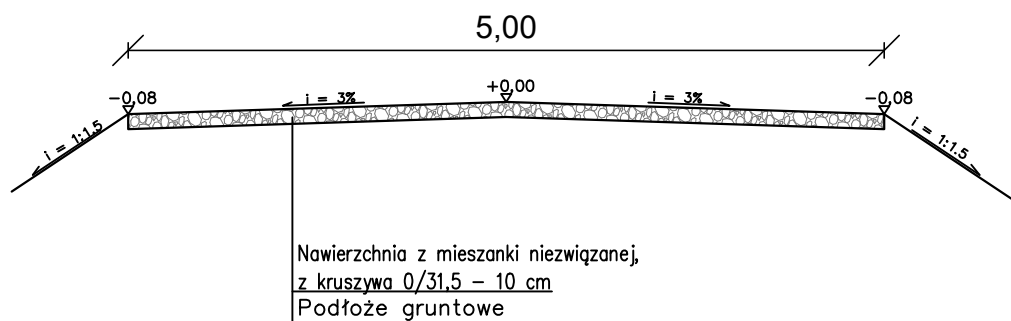 5,00
-0,08
+0,00
-0,08
i = 3%
i = 3%
i = 1:1.5
i = 1:1.5
Nawierzchnia z mieszanki niezwiązanej,
z kruszywa 0/31,5 – 10 cm
Podłoże gruntowe